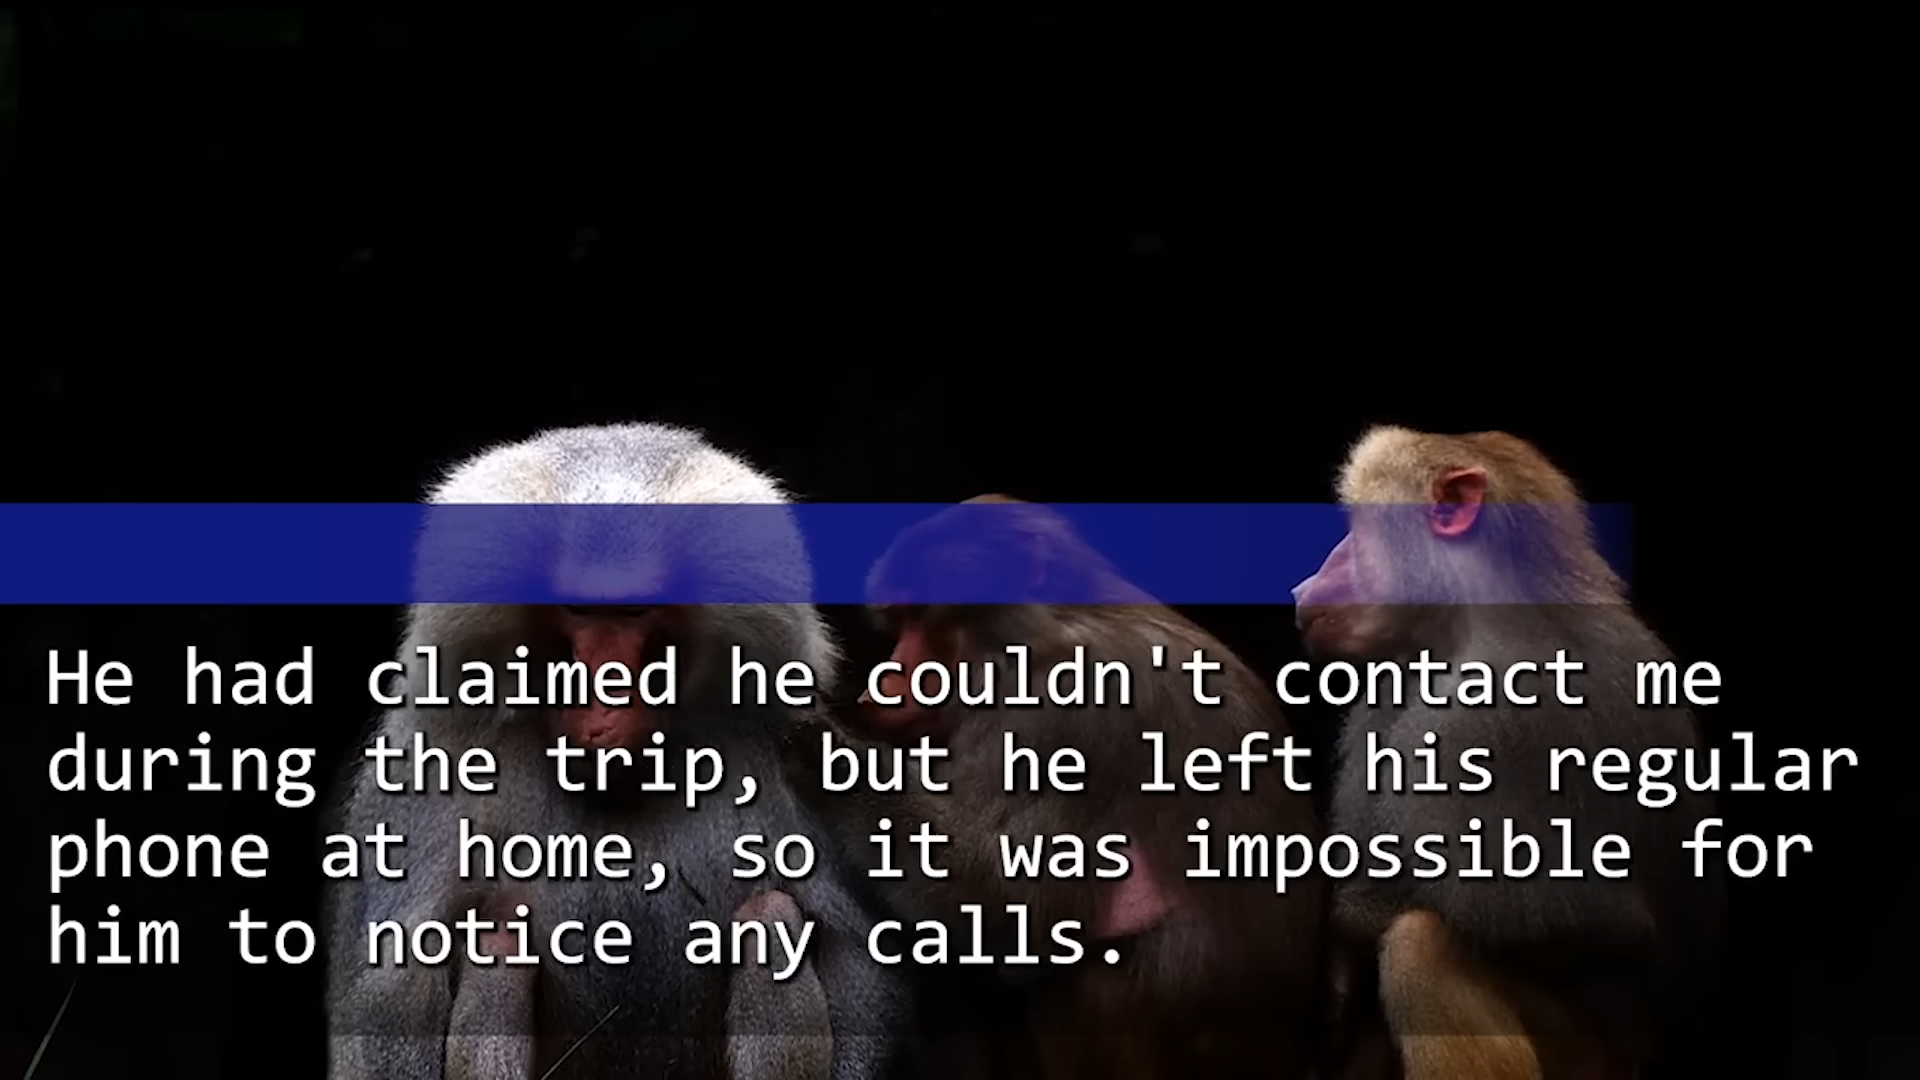 He had claimed he couldn't contact me
during the trip, but he left his regular
phone at home, so it was impossible for
him to notice any calls.